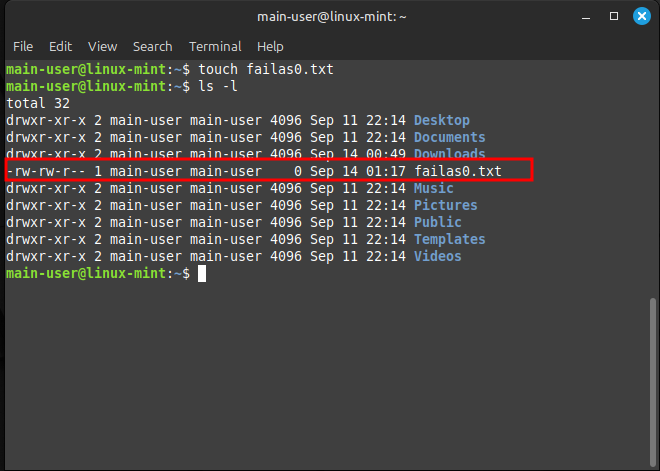 main-user@linux-mint: ~
File Edit View Search Terminal Help
main-user@linux-mint:~$ touch failas0.txt
main-user@linux-mint:~$ ls -l
total 32
drwxr-xr-x 2 main-user main-user 4096 Sep 11 22:14 Desktop
drwxr-xr-x 2 main-user main-user 4096 Sep 11 22:14 Documents
drwxr-xr-x 2 main-user main-user 4096 Sep 14 00:49 Downloads
-rw-rw-r-- 1 main-user main-user    0 Sep 14 01:17 failas0.txt
drwxr-xr-x 2 main-user main-user 4096 Sep 11 22:14 Music
drwxr-xr-x 2 main-user main-user 4096 Sep 11 22:14 Pictures
drwxr-xr-x 2 main-user main-user 4096 Sep 11 22:14 Public
drwxr-xr-x 2 main-user main-user 4096 Sep 11 22:14 Templates
drwxr-xr-x 2 main-user main-user 4096 Sep 11 22:14 Videos
main-user@linux-mint:~$